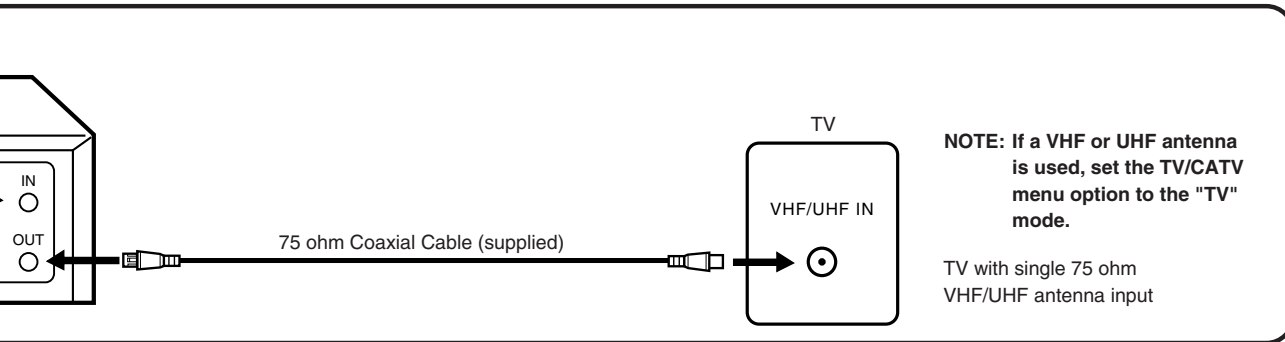 IN
OUT
75 ohm Coaxial Cable (supplied)
TV
VHF/UHF IN
NOTE: If a VHF or UHF antenna
is used, set the TV/CATV
menu option to the "TV"
mode.
TV with single 75 ohm
VHF/UHF antenna input